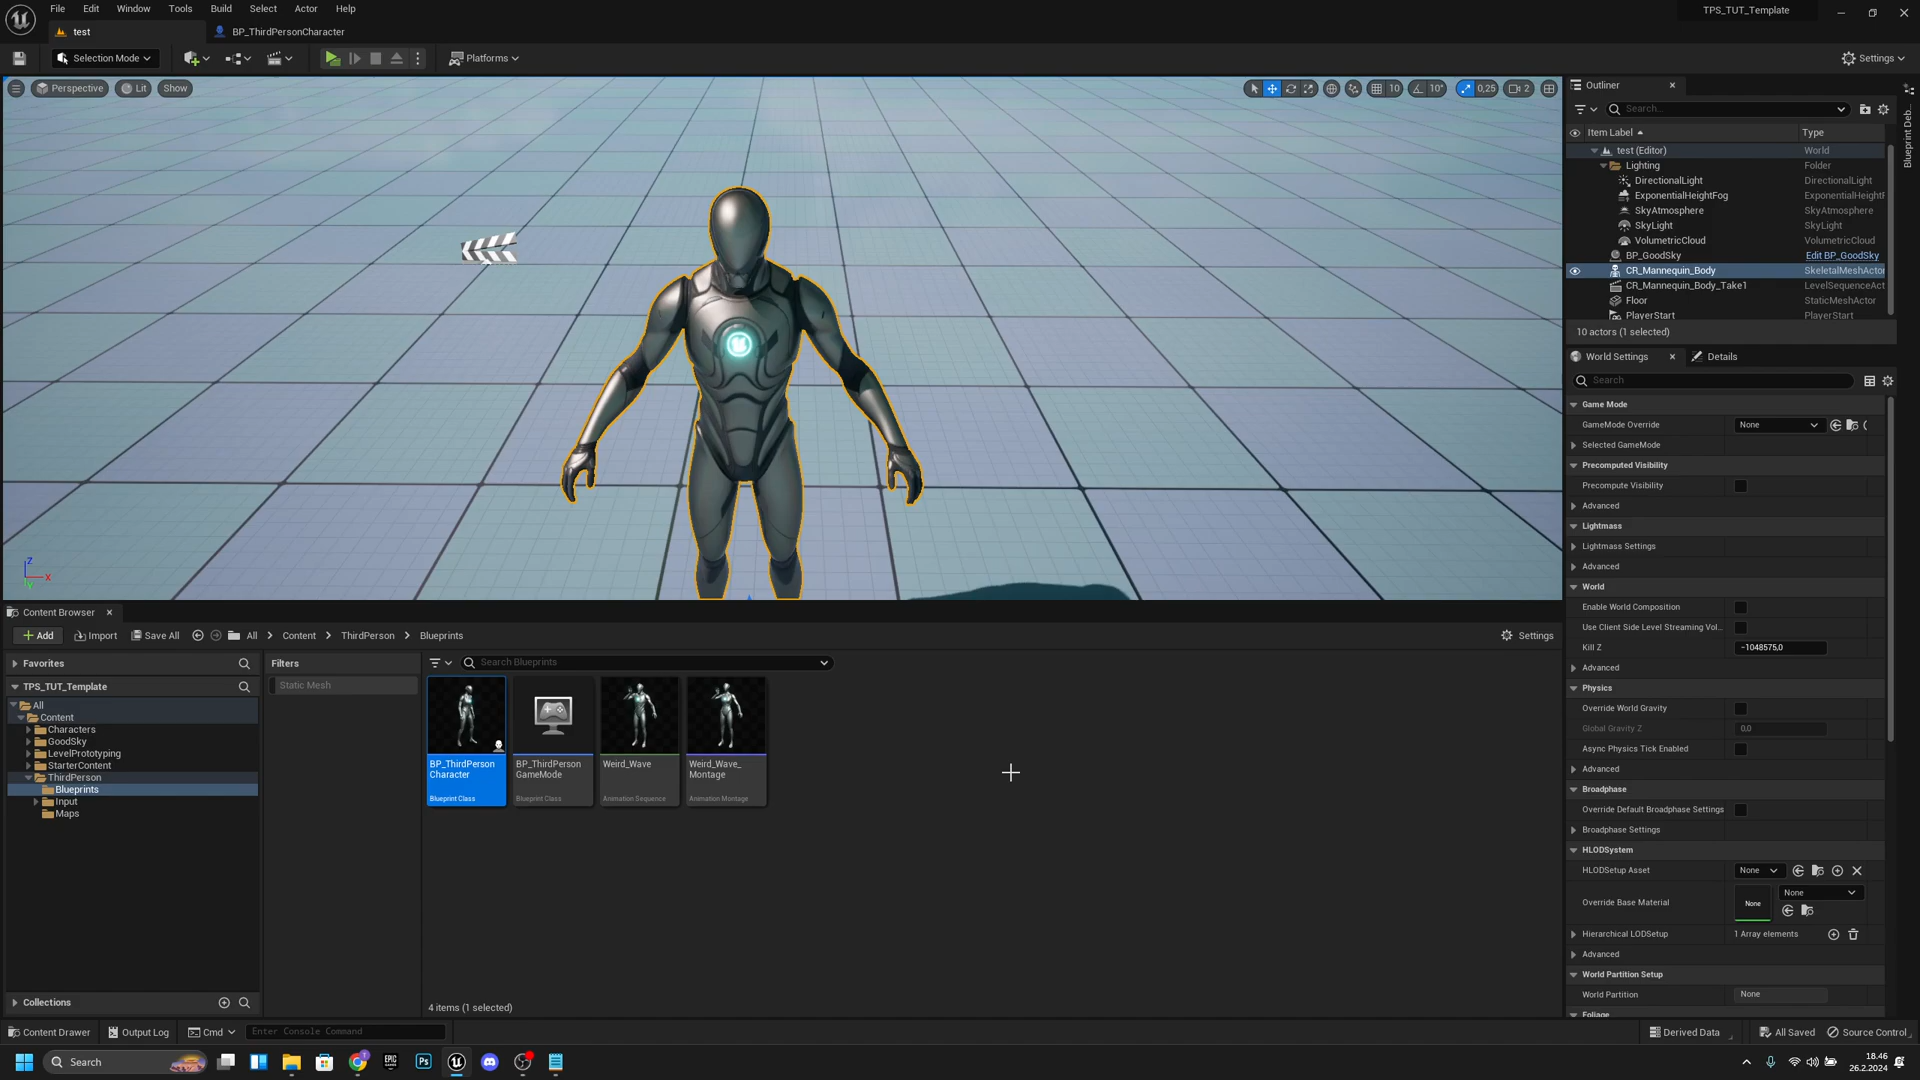 File Edit Window Tools Build Select Actor Help
TPS_TUT_Template
test
BP_ThirdPersonCharacter
Selection Mode
Platforms
Settings
Perspective
Lit
Show
10
10°
0,25
2
Z
X
Y
Outliner
Search...
Item Label
Type
test (Editor)
World
Lighting
Folder
DirectionalLight
DirectionalLight
ExponentialHeightFog
ExponentialHeightF
SkyAtmosphere
SkyAtmosphere
SkyLight
SkyLight
VolumetricCloud
VolumetricCloud
BP_GoodSky
Edit BP_GoodSky
CR_Mannequin_Body
SkeletalMeshActor
CR_Mannequin_Body_Take1
LevelSequenceAct
Floor
StaticMeshActor
PlayerStart
PlayerStart
10 actors (1 selected)
Blueprint Deb...
World Settings
Details
Search
Game Mode
GameMode Override
None
Selected GameMode
Precomputed Visibility
Precompute Visibility
Advanced
Lightmass
Lightmass Settings
Advanced
World
Enable World Composition
Use Client Side Level Streaming Vol...
Kill Z
-1048575,0
Advanced
Physics
Override World Gravity
Global Gravity Z
0,0
Async Physics Tick Enabled
Advanced
Broadphase
Override Default Broadphase Settings
Broadphase Settings
HLODSystem
HLODSetup Asset
None
Override Base Material
None
None
Hierarchical LODSetup
1 Array elements
Advanced
World Partition Setup
World Partition
None
Foliage
Content Browser
Add
Import
Save All
All
Content
ThirdPerson
Blueprints
Settings
Favorites
TPS_TUT_Template
All
Content
Characters
GoodSky
LevelPrototyping
StarterContent
ThirdPerson
Blueprints
Input
Maps
Collections
Filters
Static Mesh
Search Blueprints
BP_ThirdPerson
Character
Blueprint Class
BP_ThirdPerson
GameMode
Blueprint Class
Weird_Wave
Animation Sequence
Weird_Wave_
Montage
Animation Montage
4 items (1 selected)
Content Drawer
Output Log
Cmd
Enter Console Command
Derived Data
All Saved
Source Control
Search
EPIC
Ps
18.46
26.2.2024